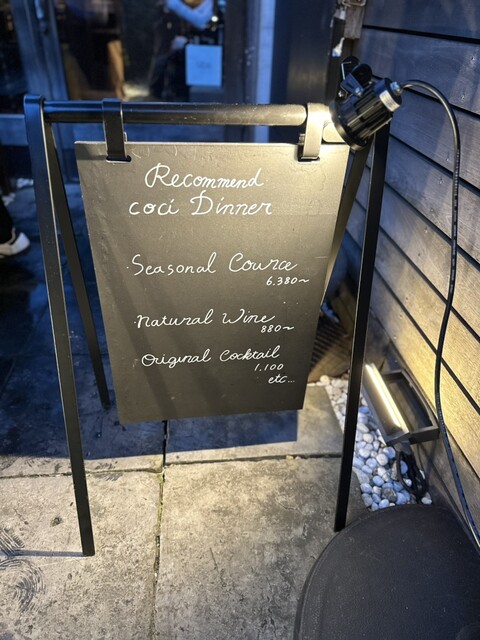 Recommend
coci Dinner
・Seasonal Cource
6.380〜
・Natural Wine
880〜
・Original Cocktail
1,100
etc...